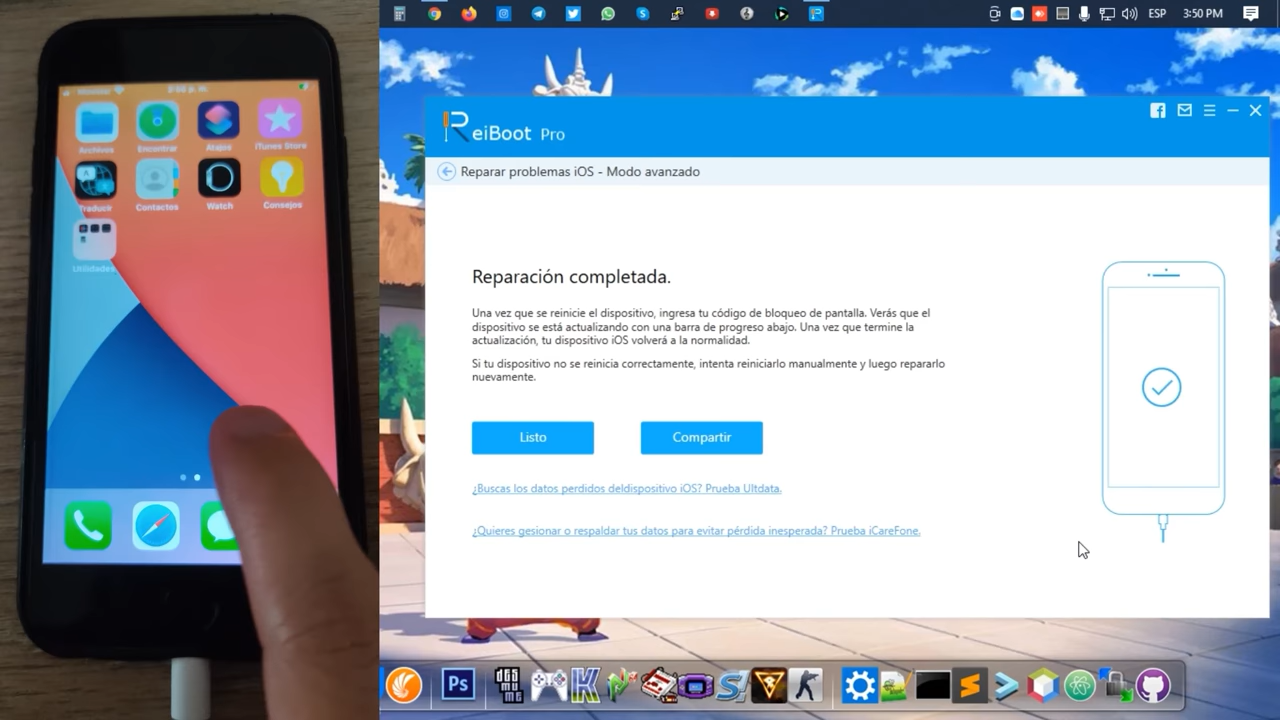 Movistar
Archivos
Encontrar
Atajos
iTunes Store
Traducir
Contactos
Watch
Consejos
Utilidades
ESP
3:50 PM
ReiBoot Pro
Reparar problemas iOS - Modo avanzado
Reparación completada.
Una vez que se reinicie el dispositivo, ingresa tu código de bloqueo de pantalla. Verás que el
dispositivo se está actualizando con una barra de progreso abajo. Una vez que termine la
actualización, tu dispositivo iOS volverá a la normalidad.
Si tu dispositivo no se reinicia correctamente, intenta reiniciarlo manualmente y luego repararlo
nuevamente.
Listo
Compartir
¿Buscas los datos perdidos deldispositivo iOS? Prueba Ultdata.
¿Quieres gesionar o respaldar tus datos para evitar pérdida inesperada? Prueba iCareFone.
Ps